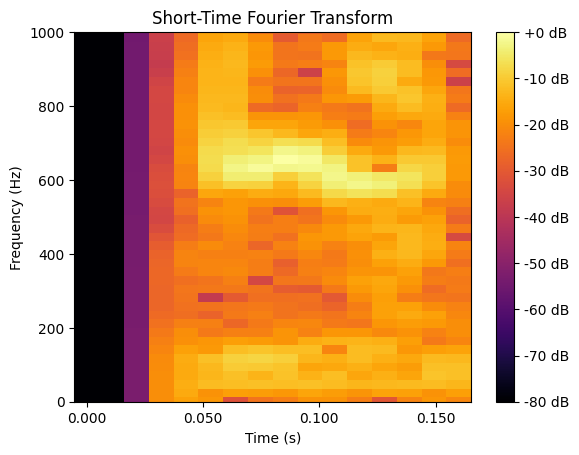 Short-Time Fourier Transform
1000
800
600
400
200
0
Frequency (Hz)
0.000
0.050
0.100
0.150
Time (s)
+0 dB
-10 dB
-20 dB
-30 dB
-40 dB
-50 dB
-60 dB
-70 dB
-80 dB